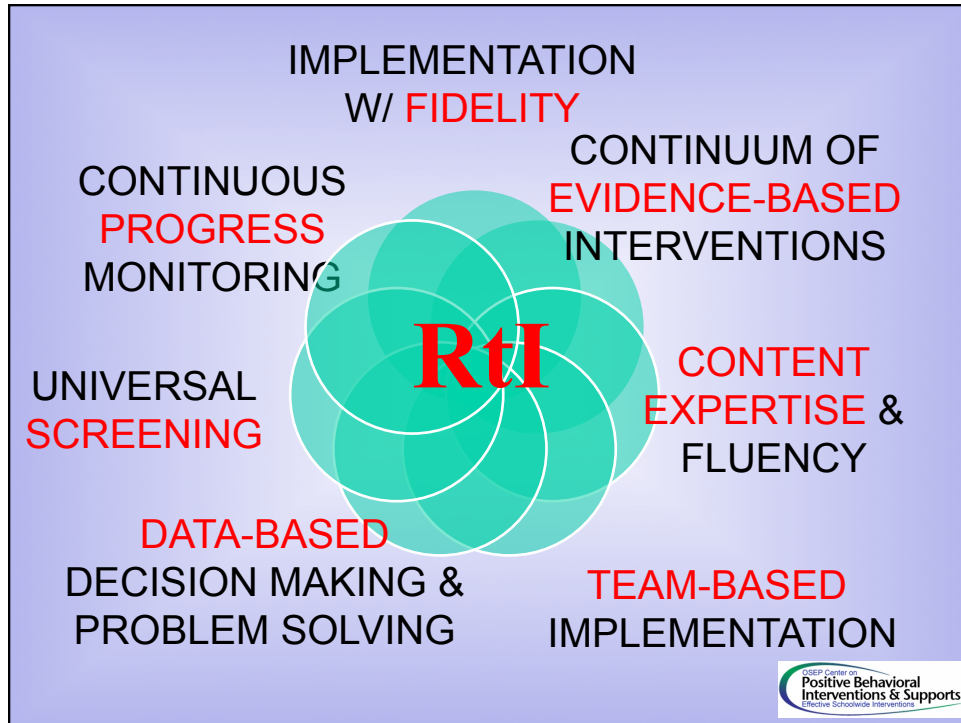 IMPLEMENTATION
W/ FIDELITY
CONTINUUM OF
EVIDENCE-BASED
INTERVENTIONS
CONTENT
EXPERTISE &
FLUENCY
TEAM-BASED
IMPLEMENTATION
DATA-BASED
DECISION MAKING &
PROBLEM SOLVING
UNIVERSAL
SCREENING
CONTINUOUS
PROGRESS
MONITORING
RtI
OSEP Center on
Positive Behavioral
Interventions & Supports
Effective Schoolwide Interventions